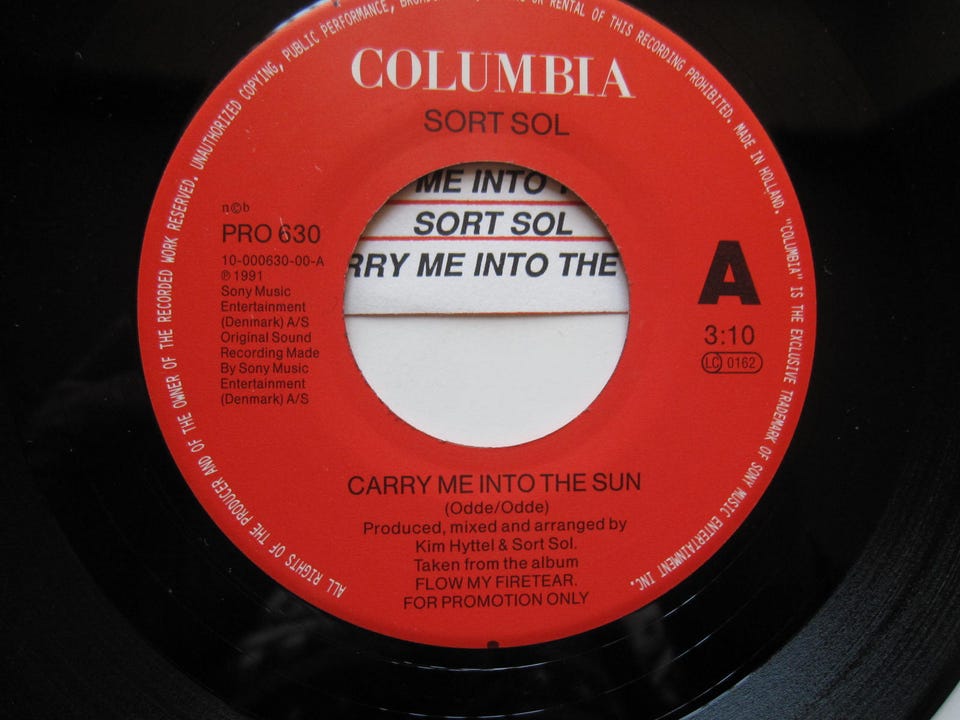 ALL RIGHTS OF THE PRODUCER AND OF THE OWNER OF THE RECORDED WORK RESERVED. UNAUTHORIZED COPYING, PUBLIC PERFORMANCE, OR RENTAL OF THIS RECORDING PROHIBITED. MADE IN HOLLAND. "COLUMBIA" IS THE EXCLUSIVE TRADEMARK OF SONY MUSIC ENTERTAINMENT INC.
COLUMBIA
SORT SOL
ME INTO
SORT SOL
RRY ME INTO THE
n©b
PRO 630
10-000630-00-A
℗ 1991
Sony Music
Entertainment
(Denmark) A/S
Original Sound
Recording Made
By Sony Music
Entertainment
(Denmark) A/S
A
3:10
LC 0162
CARRY ME INTO THE SUN
(Odde/Odde)
Produced, mixed and arranged by
Kim Hyttel & Sort Sol.
Taken from the album
FLOW MY FIRETEAR.
FOR PROMOTION ONLY